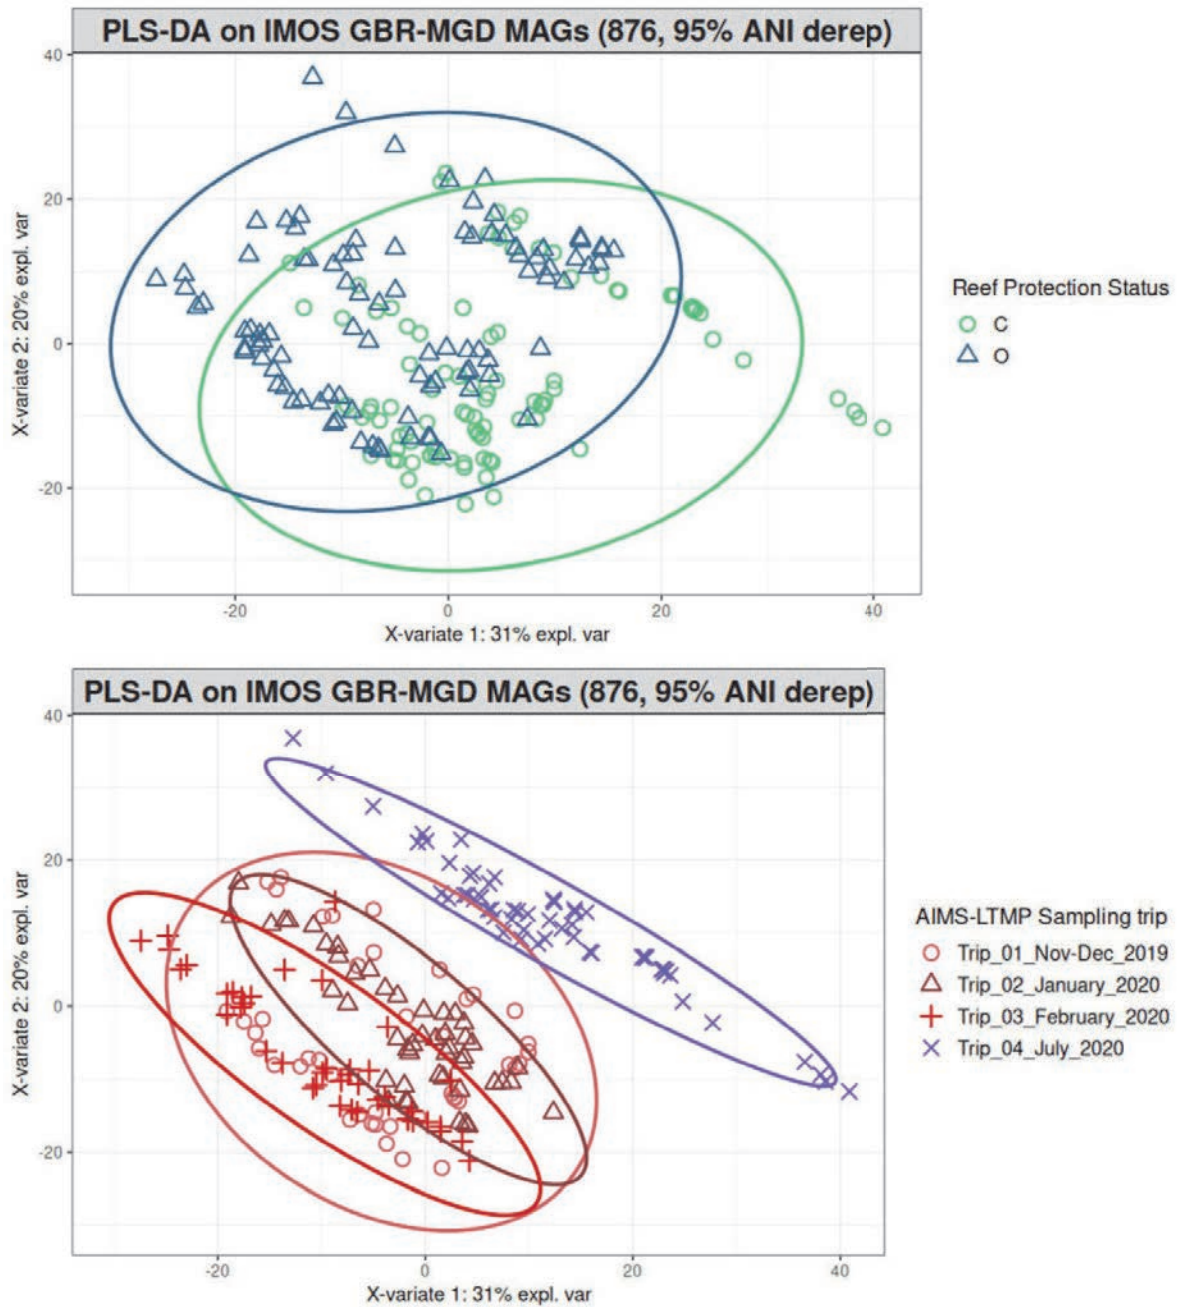 PLS-DA on IMOS GBR-MGD MAGs (876, 95% ANI derep)
40
20
0
-20
X-variate 2: 20% expl. var
-20 0 20 40
X-variate 1: 31% expl. var
Reef Protection Status
C
O
PLS-DA on IMOS GBR-MGD MAGs (876, 95% ANI derep)
40
20
0
-20
X-variate 2: 20% expl. var
-20 0 20 40
X-variate 1: 31% expl. var
AIMS-LTMP Sampling trip
Trip_01_Nov-Dec_2019
Trip_02_January_2020
Trip_03_February_2020
Trip_04_July_2020